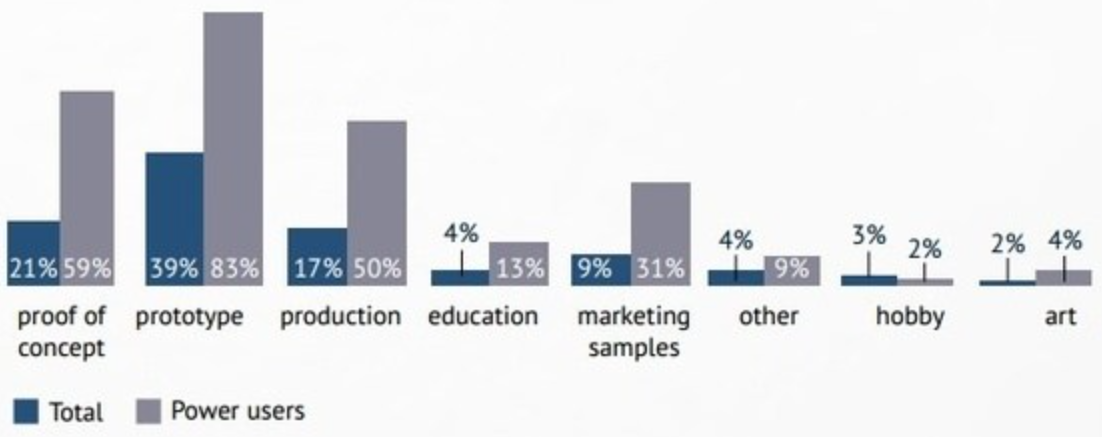 21% 59%
39% 83%
17% 50%
4% 13%
9% 31%
4% 9%
3% 2%
2% 4%
proof of
concept
prototype
production
education
marketing
samples
other
hobby
art
Total
Power users